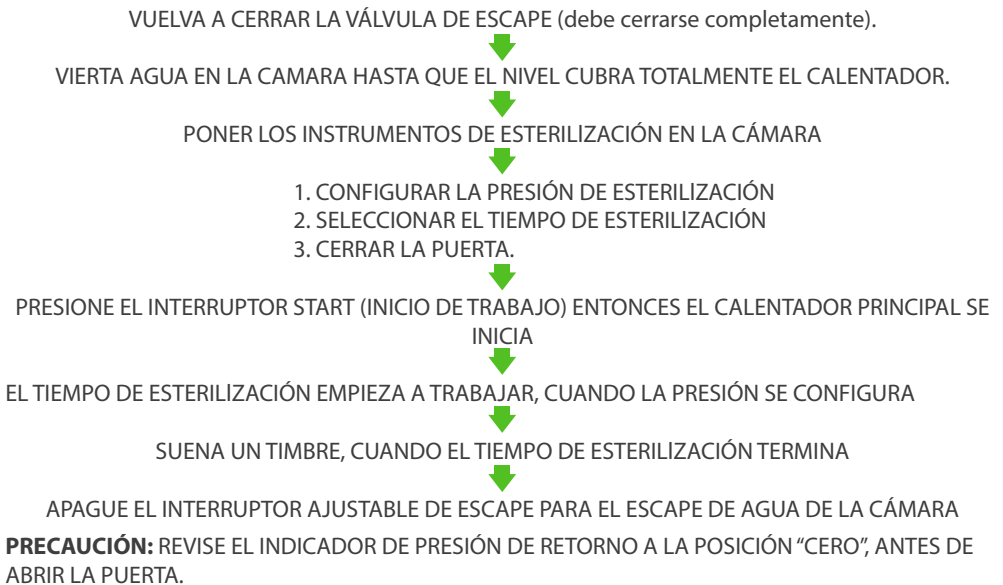 VUELVA A CERRAR LA VÁLVULA DE ESCAPE (debe cerrarse completamente).
VIERTA AGUA EN LA CAMARA HASTA QUE EL NIVEL CUBRA TOTALMENTE EL CALENTADOR.
PONER LOS INSTRUMENTOS DE ESTERILlZACIÓN EN LA CÁMARA
1. CONFIGURAR LA PRESIÓN DE ESTERILlZACIÓN
2. SELECCIONAR EL TIEMPO DE ESTERILlZACIÓN
3. CERRAR LA PUERTA.
PRESIONE EL INTERRUPTOR START (INICIO DE TRABAJO) ENTONCES EL CALENTADOR PRINCIPAL SE
INICIA
EL TIEMPO DE ESTERILlZACIÓN EMPIEZA A TRABAJAR, CUANDO LA PRESIÓN SE CONFIGURA
SUENA UN TIMBRE, CUANDO EL TIEMPO DE ESTERILlZACIÓN TERMINA
APAGUE EL INTERRUPTOR AJUSTABLE DE ESCAPE PARA EL ESCAPE DE AGUA DE LA CÁMARA
PRECAUCIÓN: REVISE EL INDICADOR DE PRESIÓN DE RETORNO A LA POSICIÓN “CERO”, ANTES DE
ABRIR LA PUERTA.